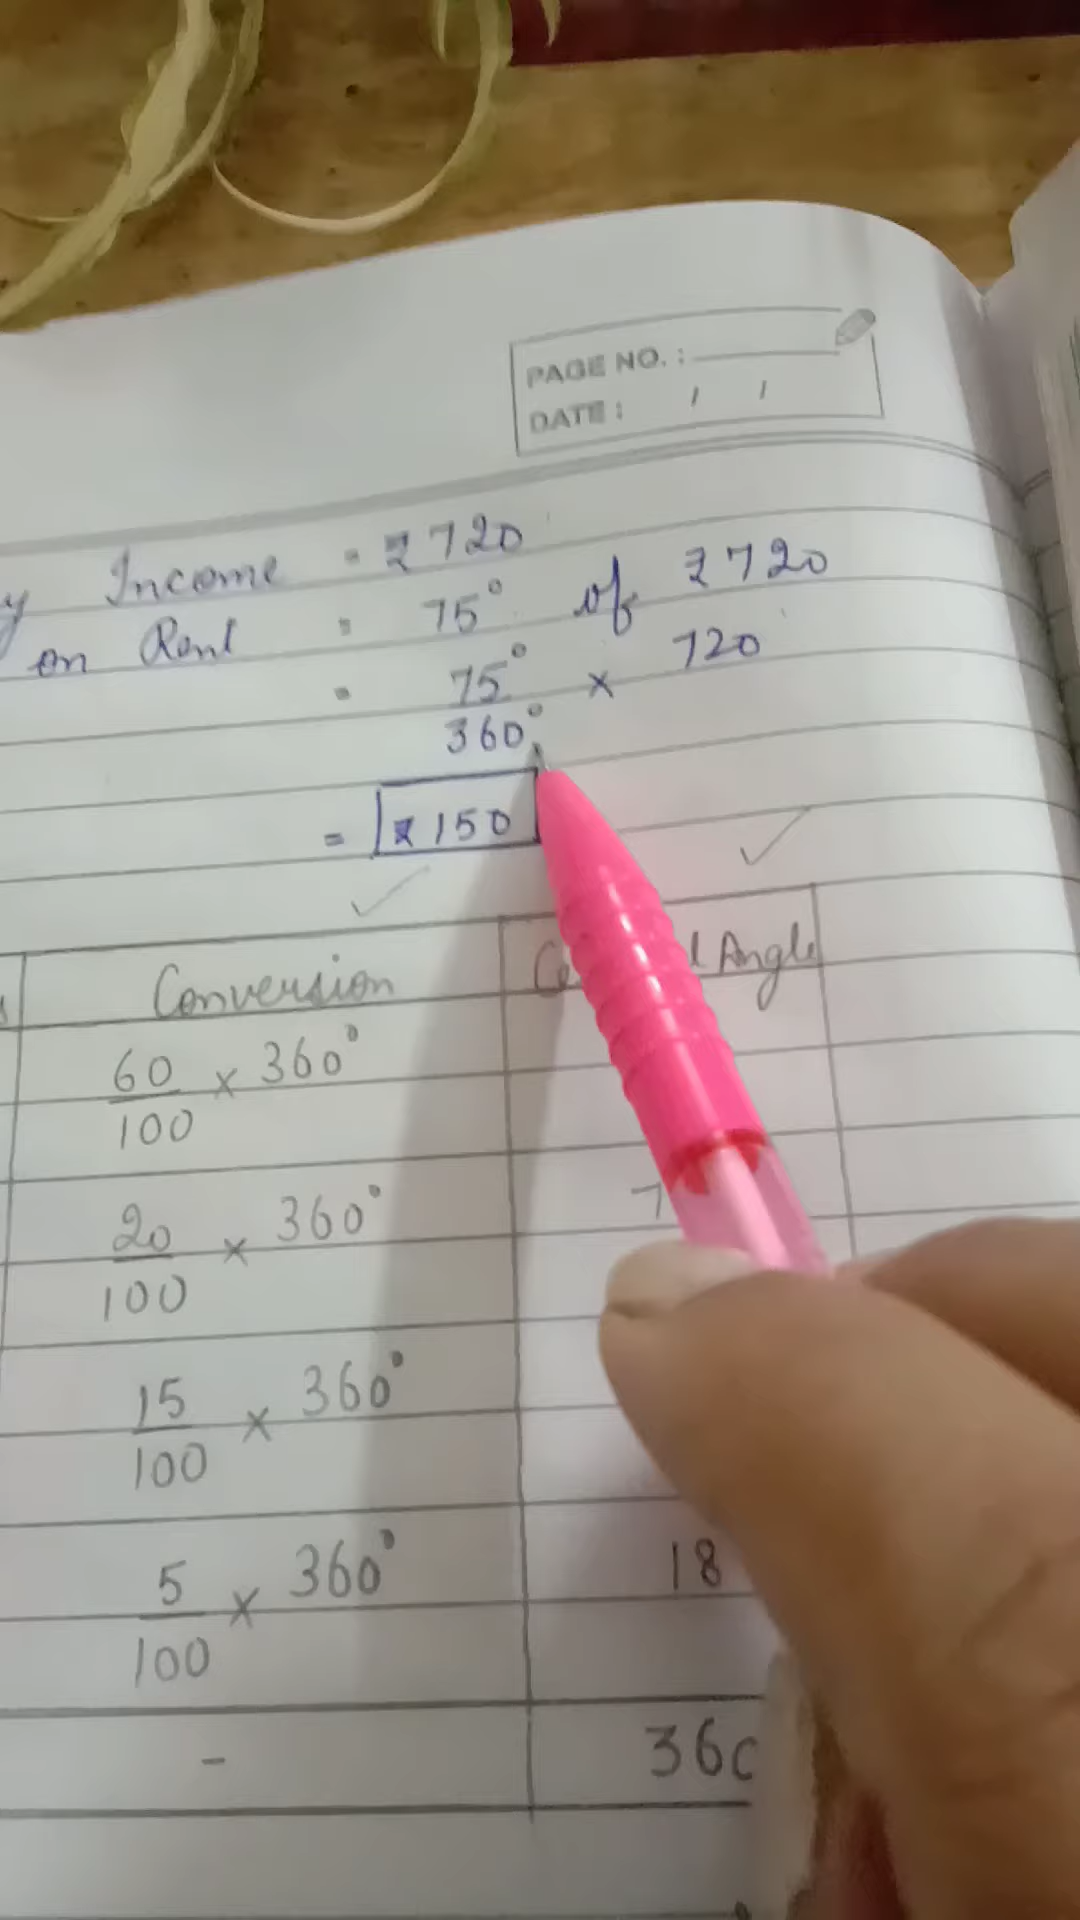 PAGE NO. :
DATE : / /
y Income = ₹ 720
on Rent = 75° of ₹ 720
= 75° × 720
360°
= ₹ 150
Conversion Angle
60/100 × 360°
20/100 × 360° 7
15/100 × 360°
5/100 × 360° 18
- 36